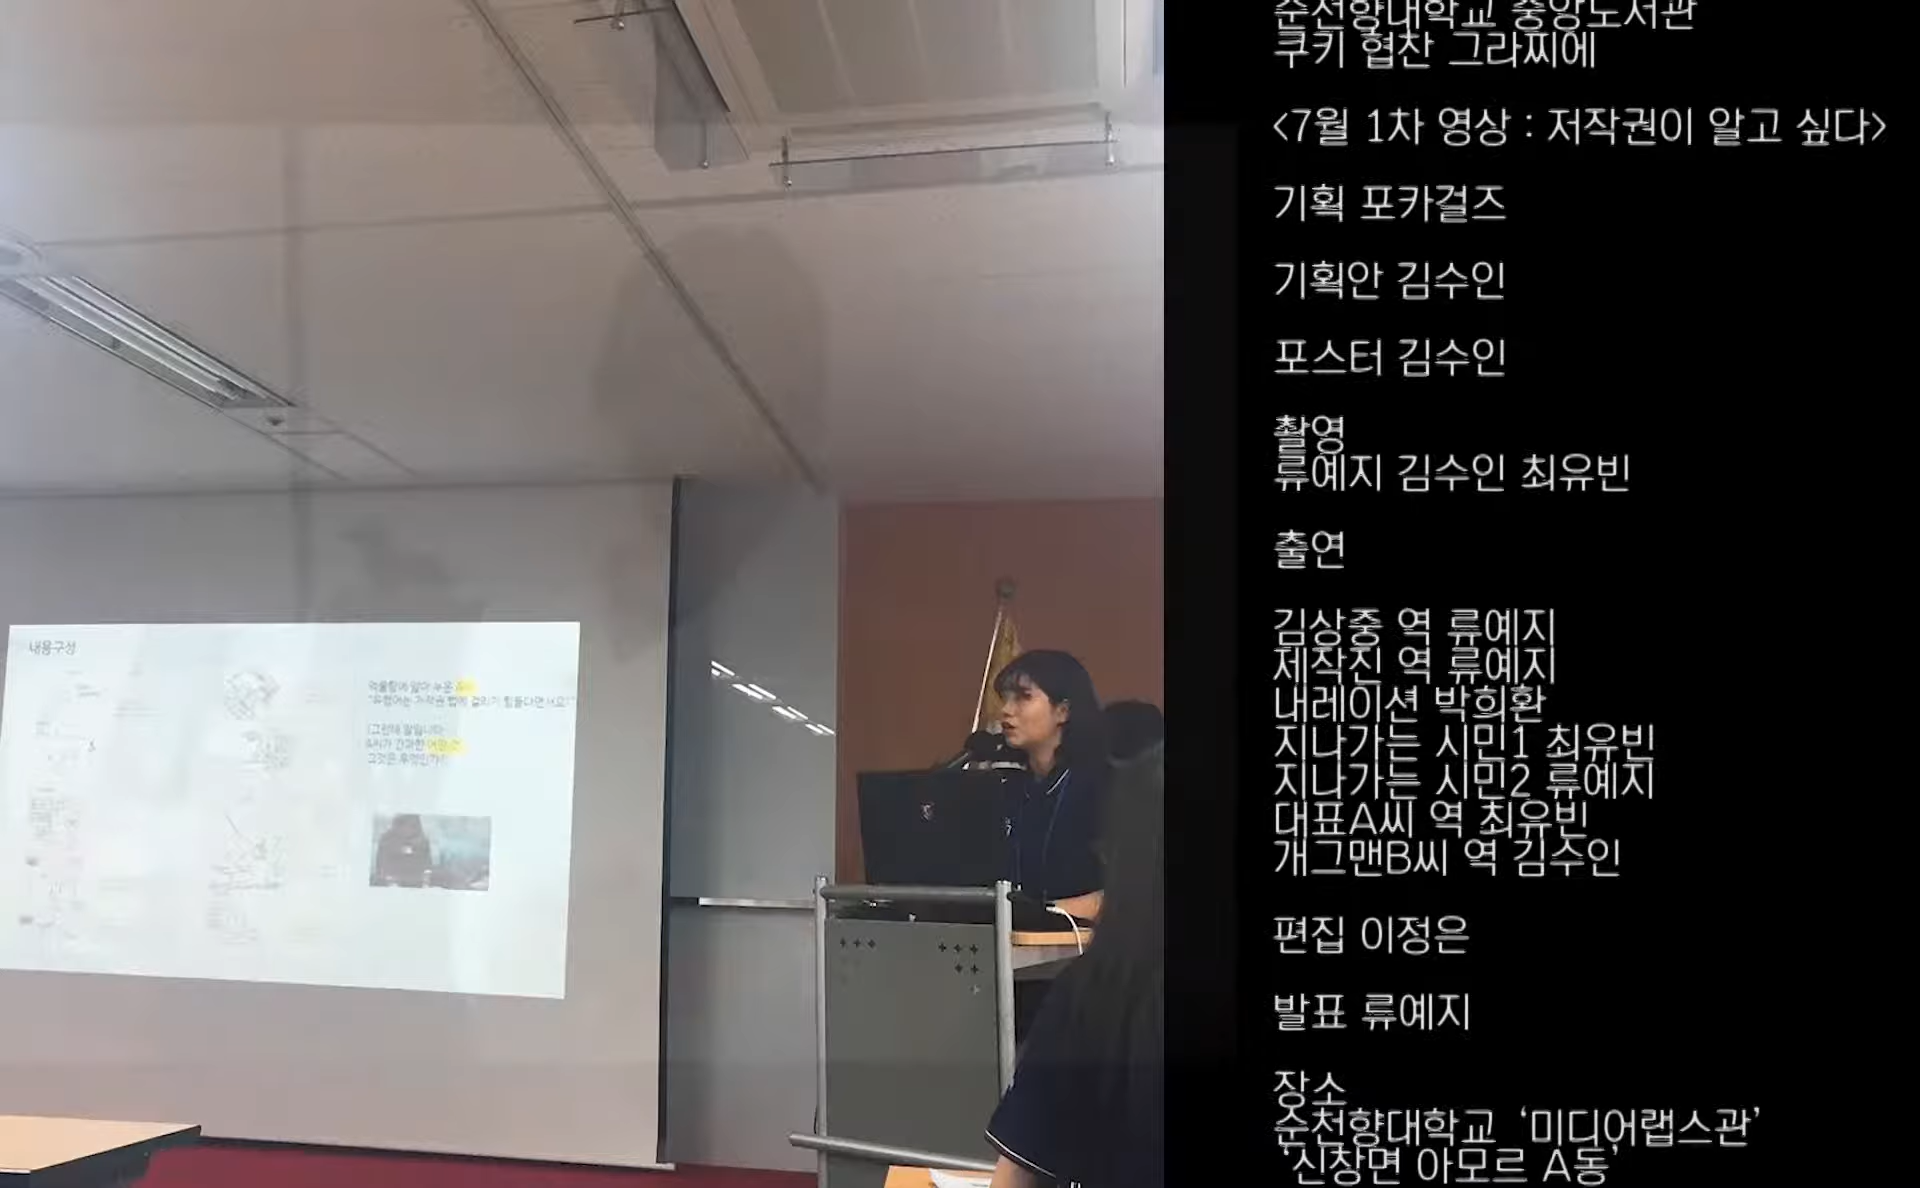 내용구성
순천향대학교 중앙도서관
쿠키 협찬 그라찌에
<7월 1차 영상 : 저작권이 알고 싶다>
기획 포카걸즈
기획안 김수인
포스터 김수인
촬영
류예지 김수인 최유빈
출연
김상중 역 류예지
제작진 역 류예지
내레이션 박희환
지나가는 시민1 최유빈
지나가는 시민2 류예지
대표A씨 역 최유빈
개그맨B씨 역 김수인
편집 이정은
발표 류예지
장소
순천향대학교 ‘미디어랩스관’
‘신창면 아모르 A동’